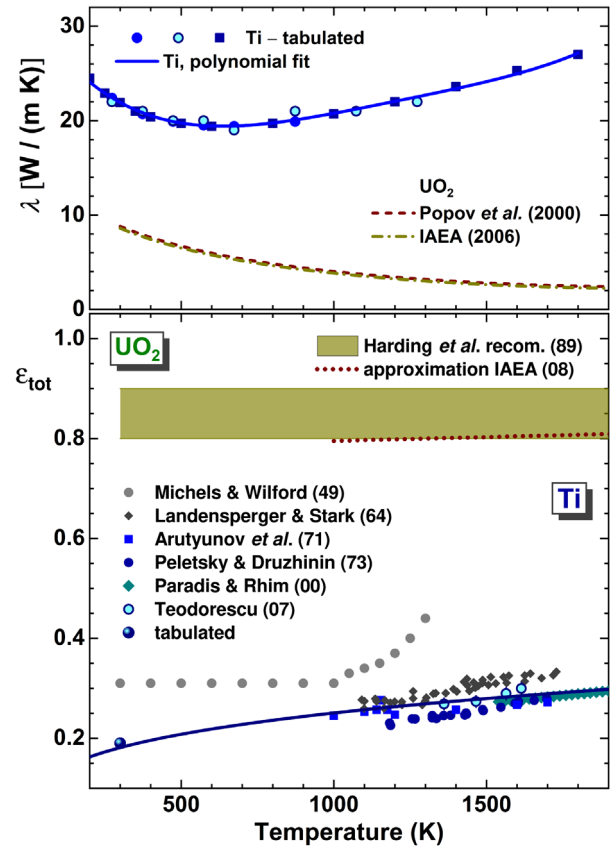 30
20
10
0
λ [W / (m K)]
Ti – tabulated
Ti, polynomial fit
UO₂
Popov et al. (2000)
IAEA (2006)
1.0
0.8
0.6
0.4
0.2
εtot
UO₂
Harding et al. recom. (89)
approximation IAEA (08)
Ti
Michels & Wilford (49)
Landensperger & Stark (64)
Arutyunov et al. (71)
Peletsky & Druzhinin (73)
Paradis & Rhim (00)
Teodorescu (07)
tabulated
500 1000 1500
Temperature (K)